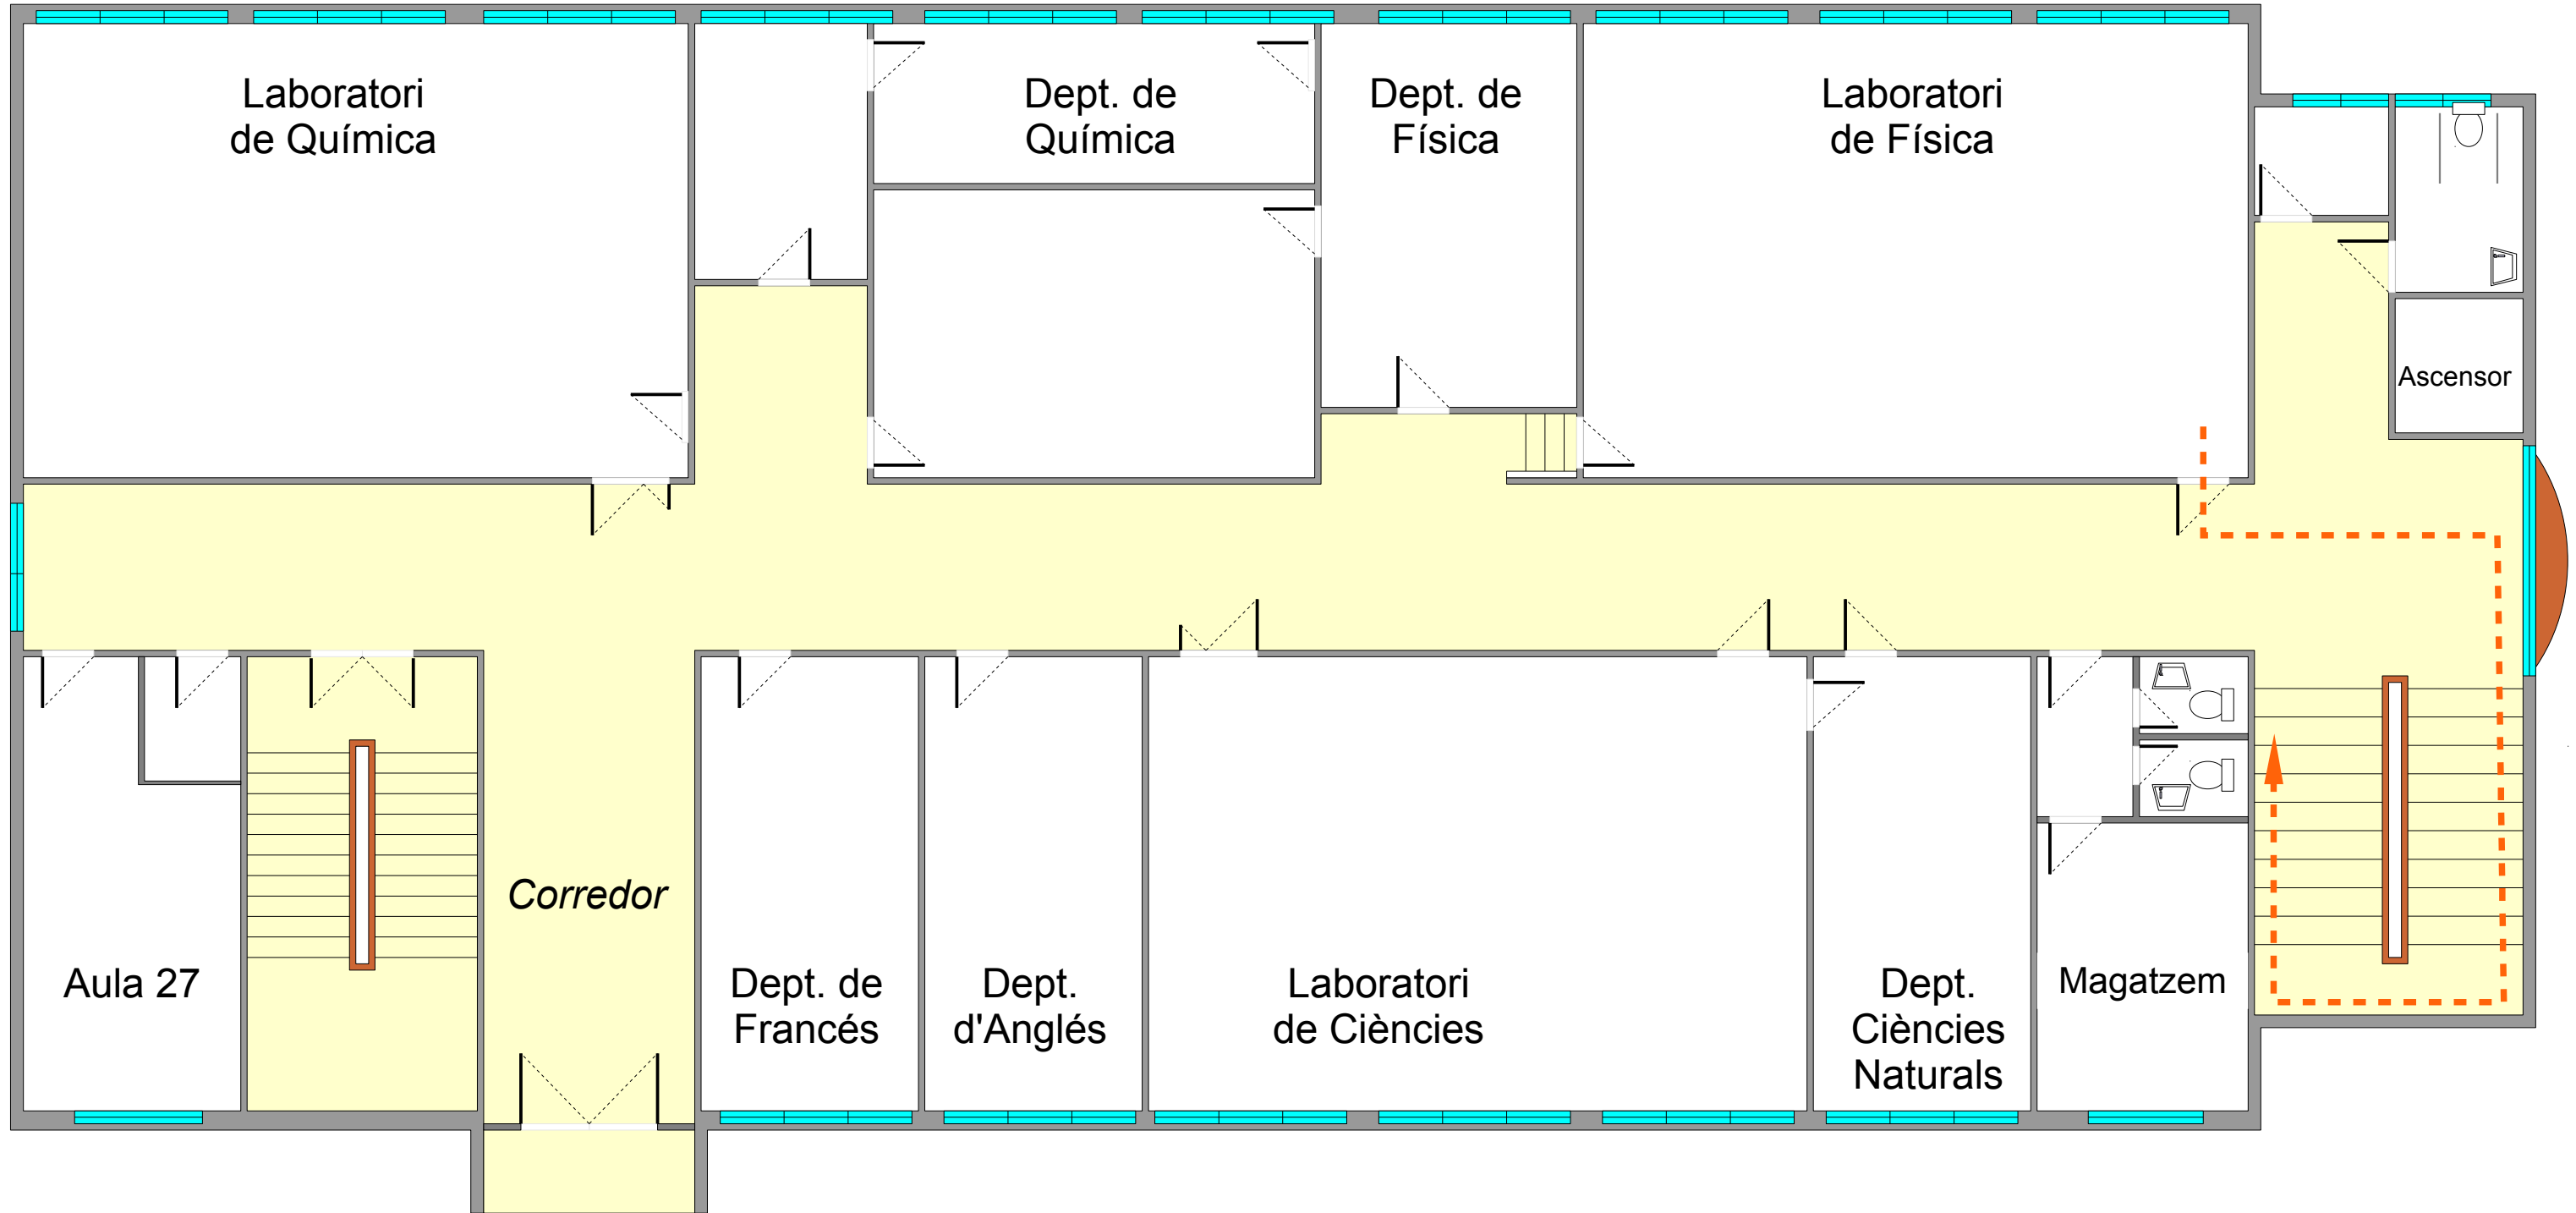 Laboratori
de Química
Dept. de
Química
Dept. de
Física
Laboratori
de Física
Ascensor
Corredor
Aula 27
Dept. de
Francés
Dept.
d'Anglés
Laboratori
de Ciències
Dept.
Ciències
Naturals
Magatzem